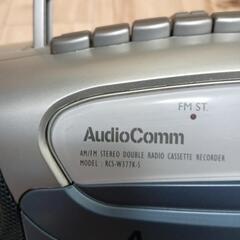 FM ST.
AudioComm
AM/FM STEREO DOUBLE RADIO CASSETTE RECORDER
MODEL : RCS-W377K-S